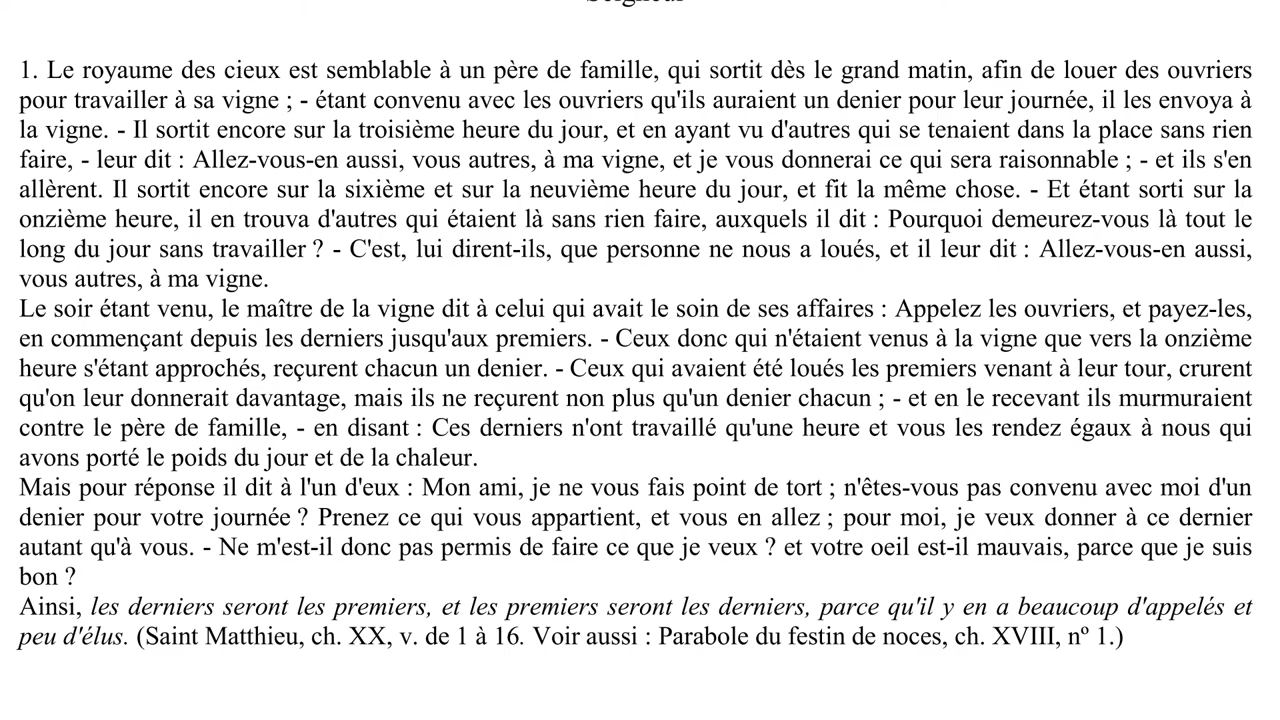 1. Le royaume des cieux est semblable à un père de famille, qui sortit dès le grand matin, afin de louer des ouvriers
pour travailler à sa vigne ; - étant convenu avec les ouvriers qu'ils auraient un denier pour leur journée, il les envoya à
la vigne. - Il sortit encore sur la troisième heure du jour, et en ayant vu d'autres qui se tenaient dans la place sans rien
faire, - leur dit : Allez-vous-en aussi, vous autres, à ma vigne, et je vous donnerai ce qui sera raisonnable ; - et ils s'en
allèrent. Il sortit encore sur la sixième et sur la neuvième heure du jour, et fit la même chose. - Et étant sorti sur la
onzième heure, il en trouva d'autres qui étaient là sans rien faire, auxquels il dit : Pourquoi demeurez-vous là tout le
long du jour sans travailler ? - C'est, lui dirent-ils, que personne ne nous a loués, et il leur dit : Allez-vous-en aussi,
vous autres, à ma vigne.
Le soir étant venu, le maître de la vigne dit à celui qui avait le soin de ses affaires : Appelez les ouvriers, et payez-les,
en commençant depuis les derniers jusqu'aux premiers. - Ceux donc qui n'étaient venus à la vigne que vers la onzième
heure s'étant approchés, reçurent chacun un denier. - Ceux qui avaient été loués les premiers venant à leur tour, crurent
qu'on leur donnerait davantage, mais ils ne reçurent non plus qu'un denier chacun ; - et en le recevant ils murmuraient
contre le père de famille, - en disant : Ces derniers n'ont travaillé qu'une heure et vous les rendez égaux à nous qui
avons porté le poids du jour et de la chaleur.
Mais pour réponse il dit à l'un d'eux : Mon ami, je ne vous fais point de tort ; n'êtes-vous pas convenu avec moi d'un
denier pour votre journée ? Prenez ce qui vous appartient, et vous en allez ; pour moi, je veux donner à ce dernier
autant qu'à vous. - Ne m'est-il donc pas permis de faire ce que je veux ? et votre oeil est-il mauvais, parce que je suis
bon ?
Ainsi, les derniers seront les premiers, et les premiers seront les derniers, parce qu'il y en a beaucoup d'appelés et
peu d'élus. (Saint Matthieu, ch. XX, v. de 1 à 16. Voir aussi : Parabole du festin de noces, ch. XVIII, nº 1.)